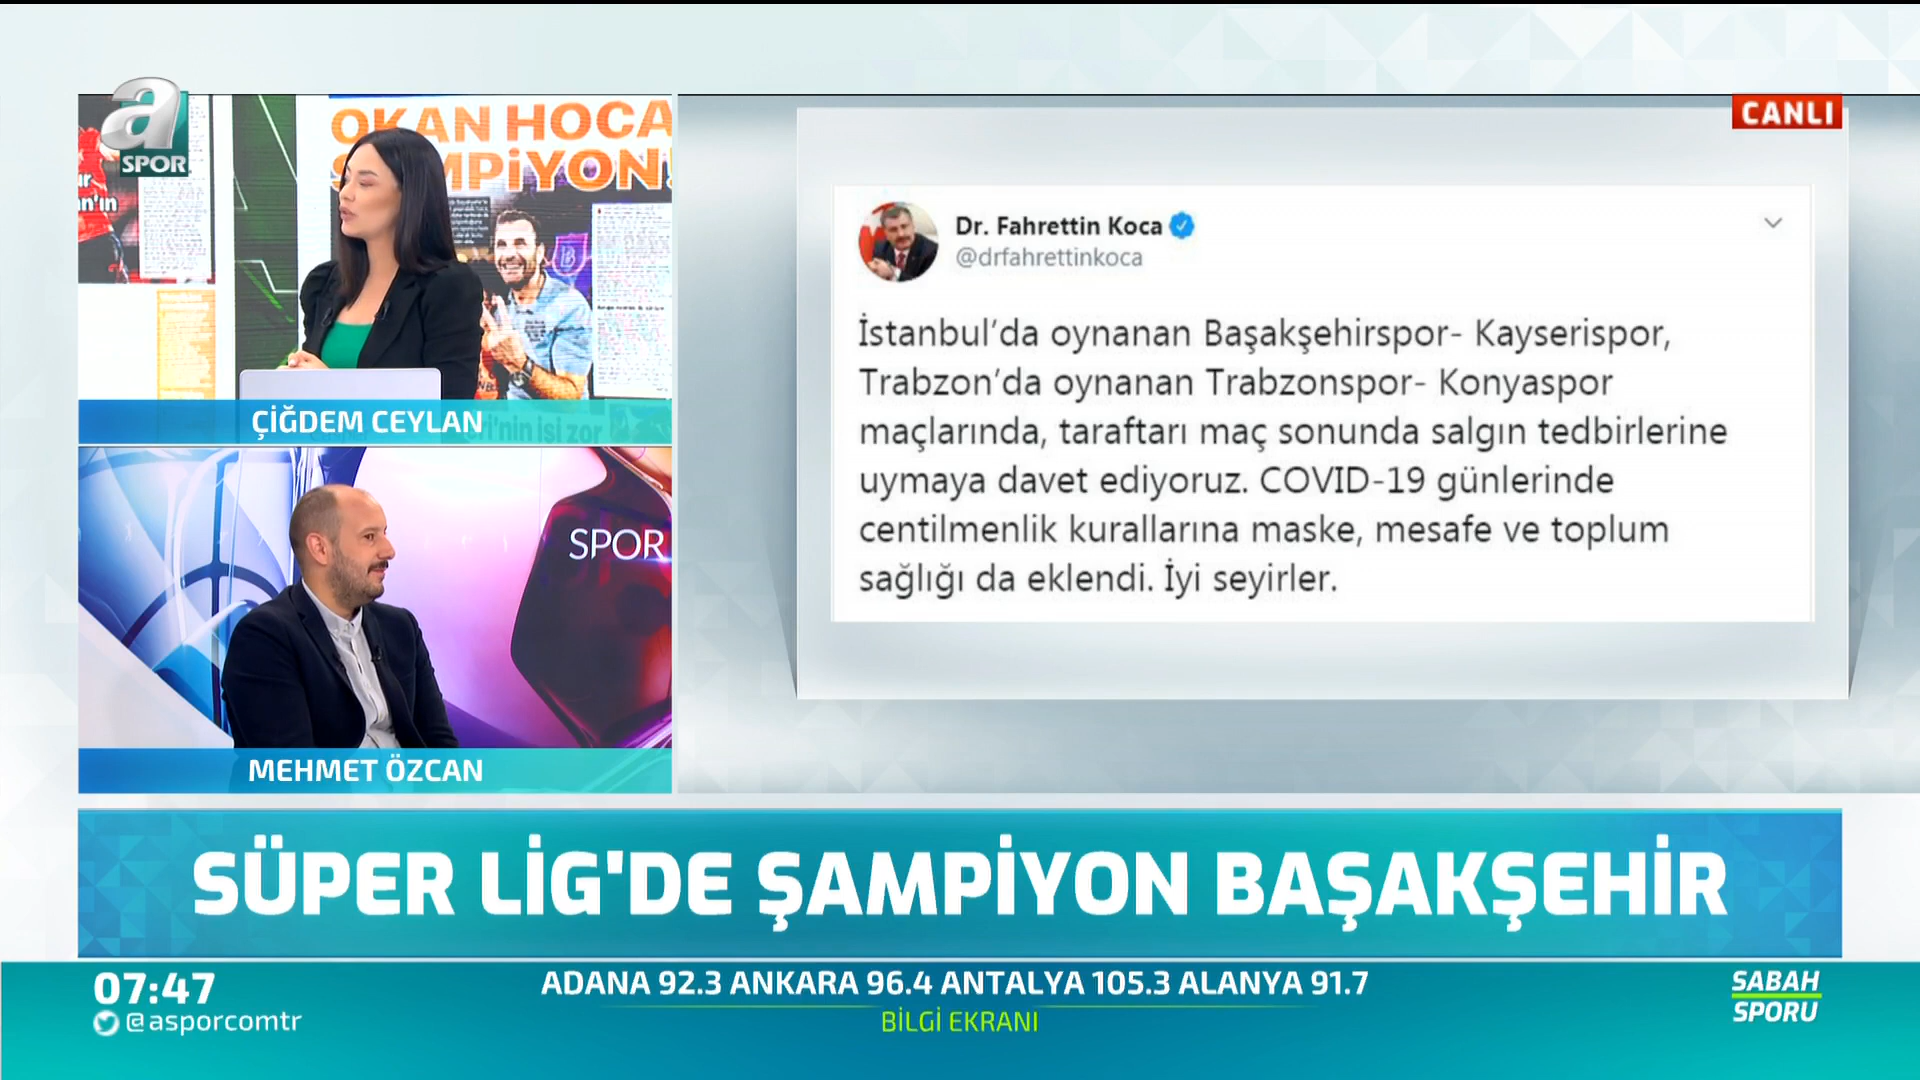 a
SPOR
OKAN HOCA
ŞAMPİYON!
CANLI
Dr. Fahrettin Koca
@drfahrettinkoca
İstanbul'da oynanan Başakşehirspor- Kayserispor,
Trabzon'da oynanan Trabzonspor- Konyaspor
maçlarında, taraftarı maç sonunda salgın tedbirlerine
uymaya davet ediyoruz. COVID-19 günlerinde
centilmenlik kurallarına maske, mesafe ve toplum
sağlığı da eklendi. İyi seyirler.
ÇİĞDEM CEYLAN
SPOR
MEHMET ÖZCAN
SÜPER LİG'DE ŞAMPİYON BAŞAKŞEHİR
07:47
@asporcomtr
ADANA 92.3 ANKARA 96.4 ANTALYA 105.3 ALANYA 91.7
BİLGİ EKRANI
SABAH
SPORU